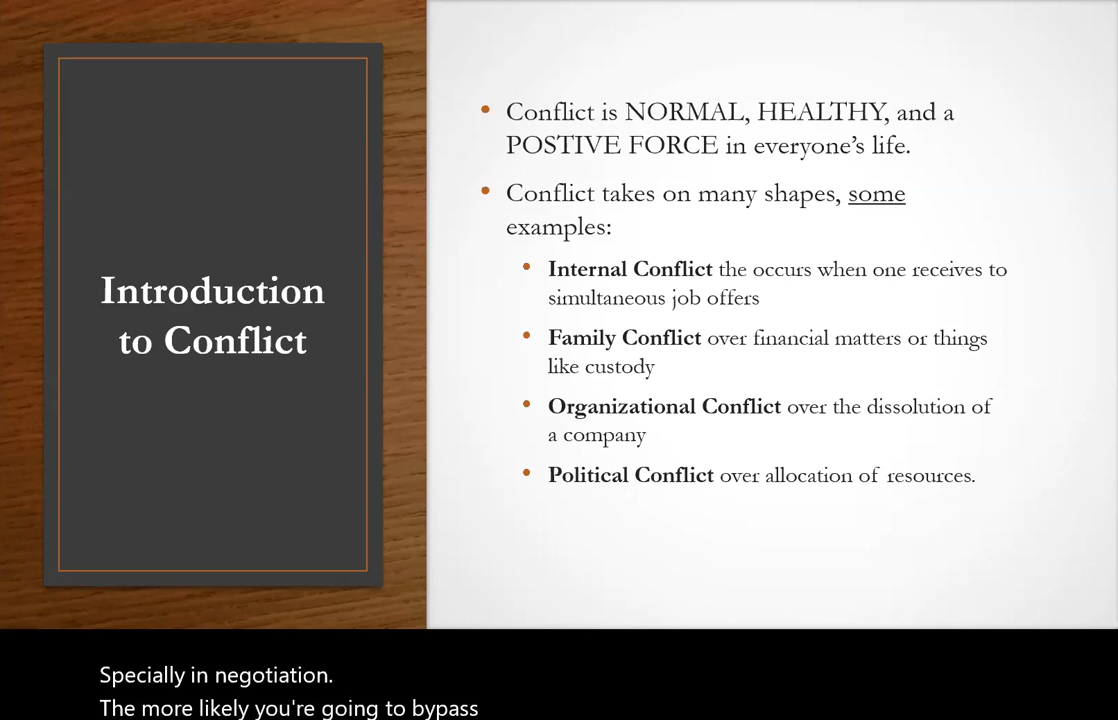 Introduction
to Conflict
Conflict is NORMAL, HEALTHY, and a
POSTIVE FORCE in everyone’s life.
Conflict takes on many shapes, some
examples:
Internal Conflict the occurs when one receives to
simultaneous job offers
Family Conflict over financial matters or things
like custody
Organizational Conflict over the dissolution of
a company
Political Conflict over allocation of resources.
Specially in negotiation.
The more likely you're going to bypass